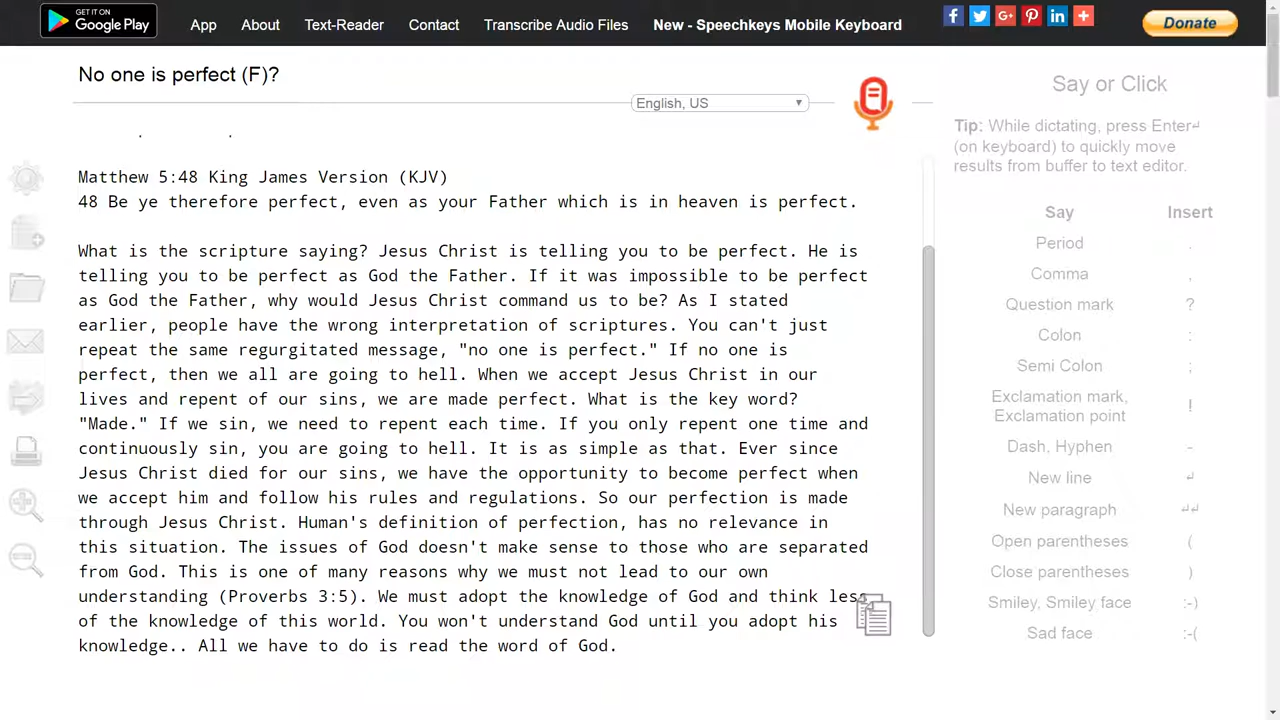 GET IT ON
Google Play
App
About
Text-Reader
Contact
Transcribe Audio Files
New - Speechkeys Mobile Keyboard
Donate
No one is perfect (F)?
English, US
Matthew 5:48 King James Version (KJV)
48 Be ye therefore perfect, even as your Father which is in heaven is perfect.
What is the scripture saying? Jesus Christ is telling you to be perfect. He is
telling you to be perfect as God the Father. If it was impossible to be perfect
as God the Father, why would Jesus Christ command us to be? As I stated
earlier, people have the wrong interpretation of scriptures. You can't just
repeat the same regurgitated message, "no one is perfect." If no one is
perfect, then we all are going to hell. When we accept Jesus Christ in our
lives and repent of our sins, we are made perfect. What is the key word?
"Made." If we sin, we need to repent each time. If you only repent one time and
continuously sin, you are going to hell. It is as simple as that. Ever since
Jesus Christ died for our sins, we have the opportunity to become perfect when
we accept him and follow his rules and regulations. So our perfection is made
through Jesus Christ. Human's definition of perfection, has no relevance in
this situation. The issues of God doesn't make sense to those who are separated
from God. This is one of many reasons why we must not lead to our own
understanding (Proverbs 3:5). We must adopt the knowledge of God and think less
of the knowledge of this world. You won't understand God until you adopt his
knowledge.. All we have to do is read the word of God.
Say or Click
Tip: While dictating, press Enter↵
(on keyboard) to quickly move
results from buffer to text editor.
Say Insert
Period .
Comma ,
Question mark ?
Colon :
Semi Colon ;
Exclamation mark,
Exclamation point !
Dash, Hyphen -
New line ↵
New paragraph ↵↵
Open parentheses (
Close parentheses )
Smiley, Smiley face :-)
Sad face :-(